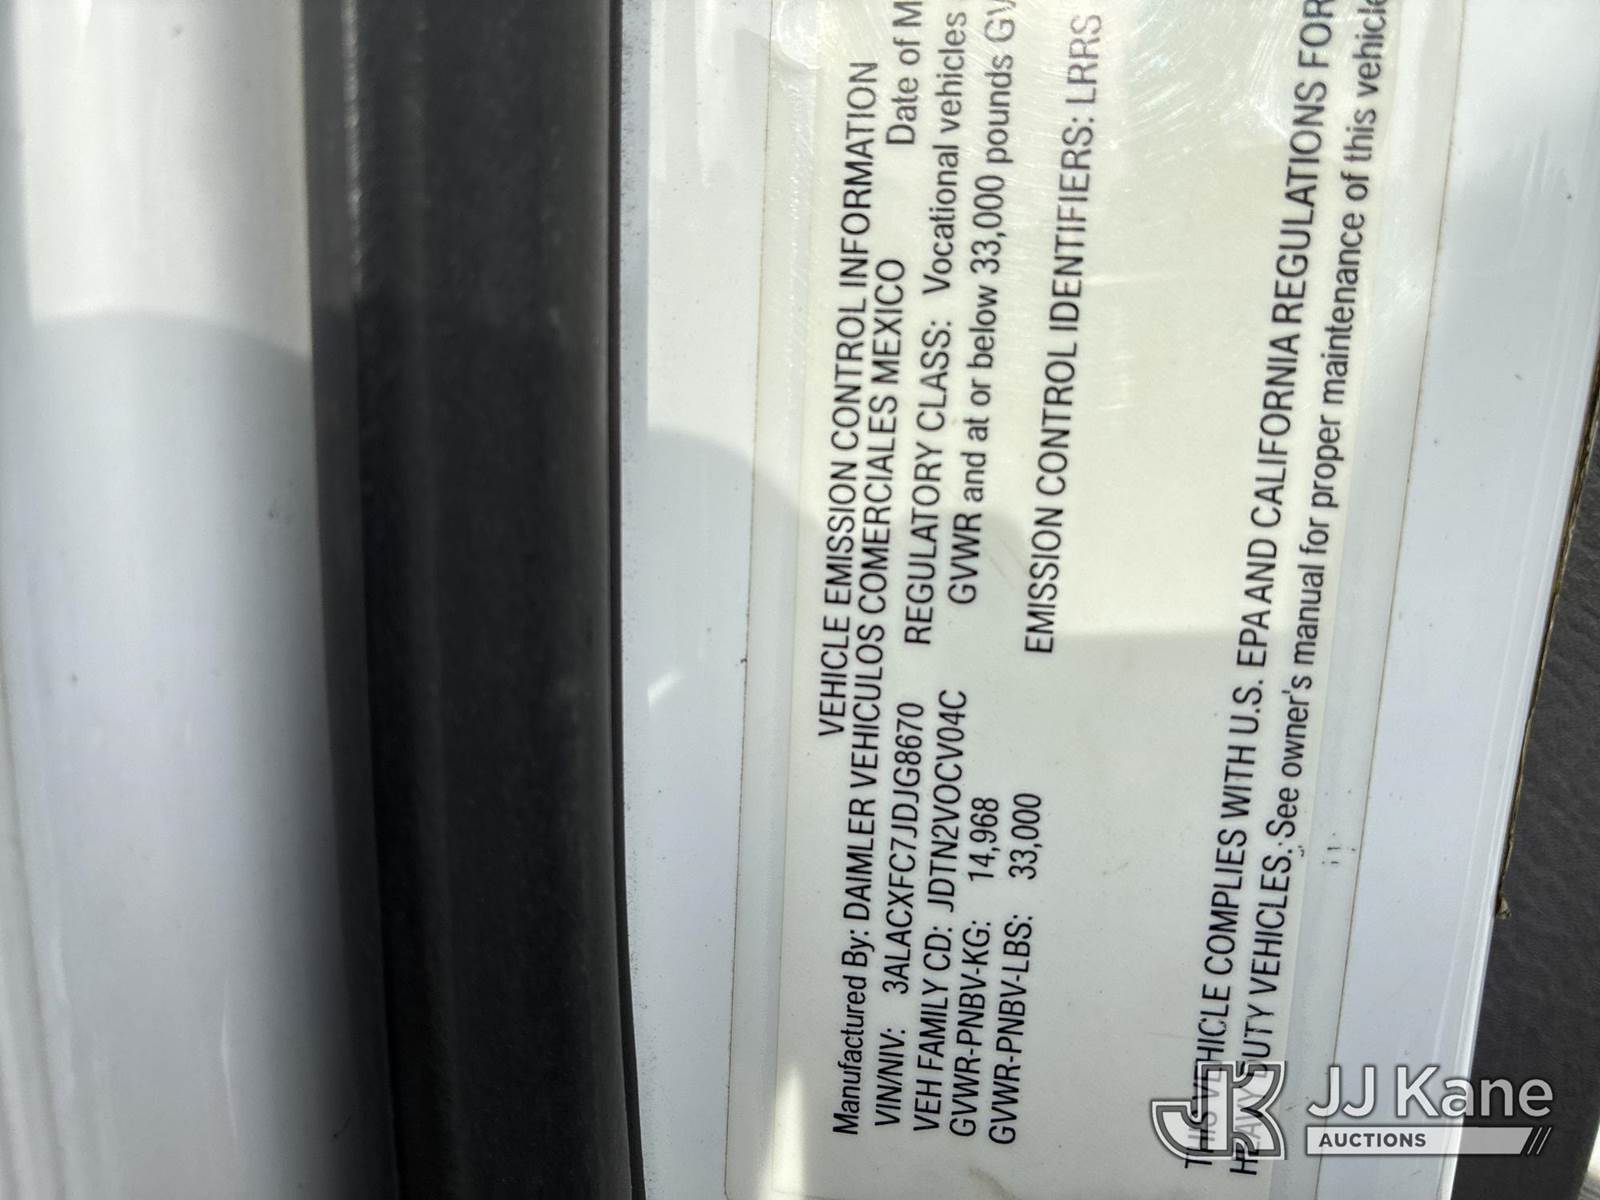 VEHICLE EMISSION CONTROL INFORMATION
Manufactured By: DAIMLER VEHICULOS COMERCIALES MEXICO Date of M
VIN/NIV: 3ALACXFC7JDJG8670 REGULATORY CLASS: Vocational vehicles
VEH FAMILY CD: JDTN2VOCV04C GVWR and at or below 33,000 pounds GV
GVWR-PNBV-KG: 14,968
GVWR-PNBV-LBS: 33,000 EMISSION CONTROL IDENTIFIERS: LRRS
THIS VEHICLE COMPLIES WITH U.S. EPA AND CALIFORNIA REGULATIONS FOR
HEAVY DUTY VEHICLES. See owner's manual for proper maintenance of this vehicle
JJ Kane
AUCTIONS